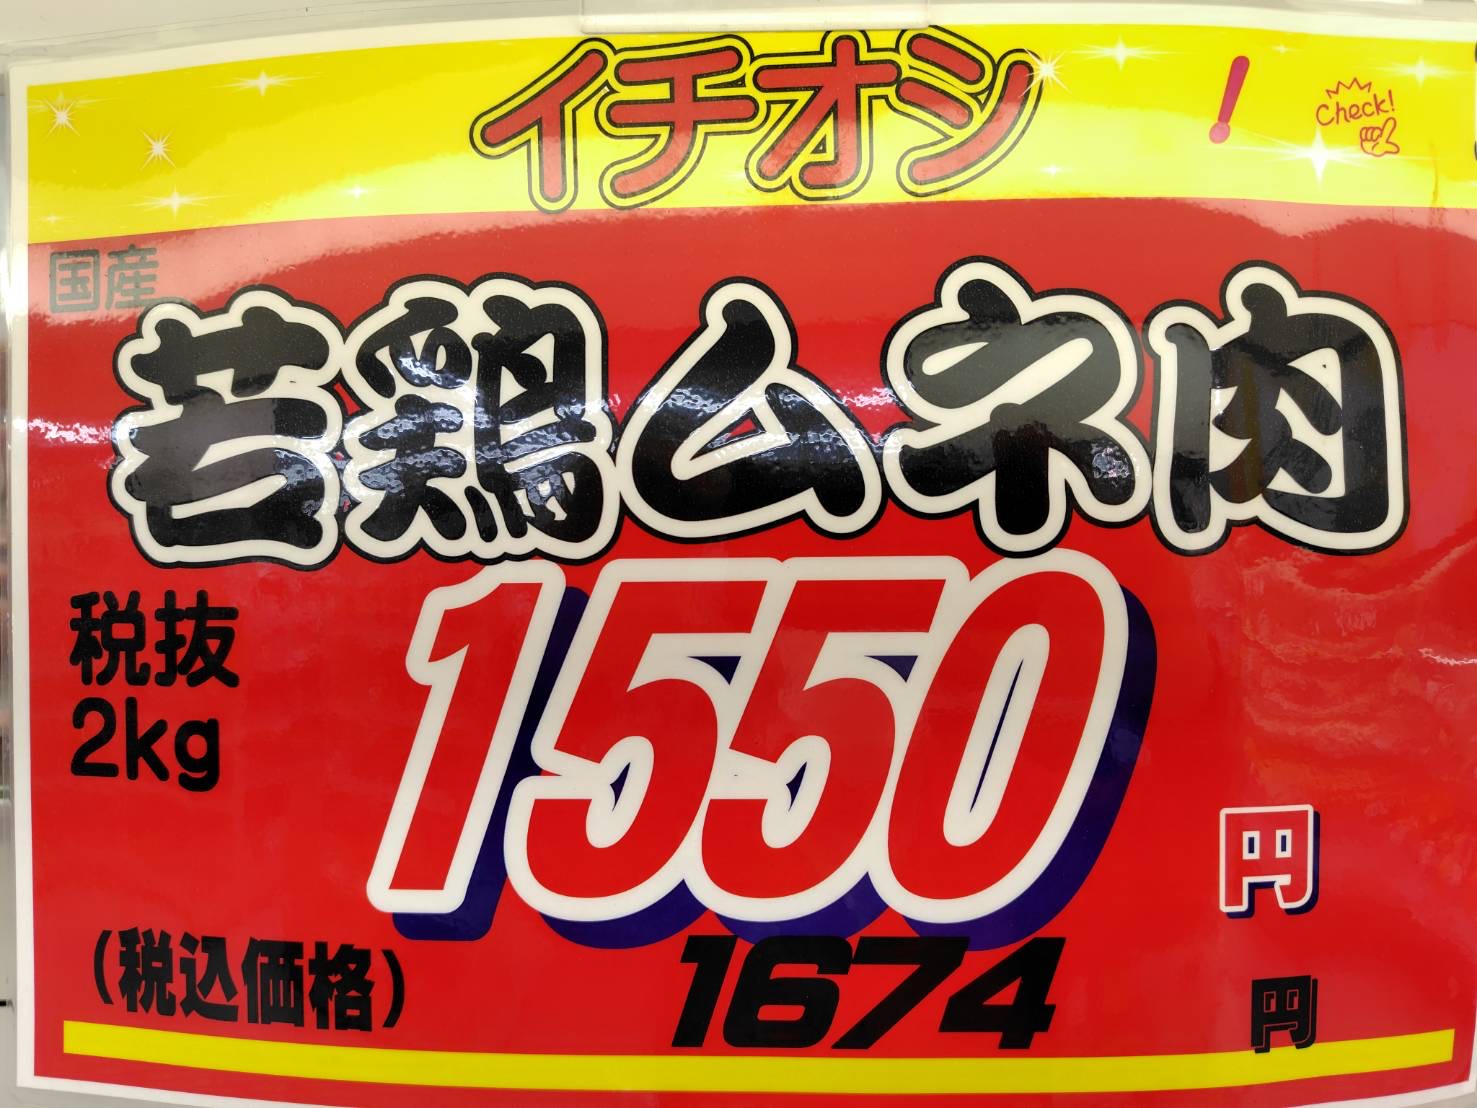 イチオシ !
Check!
国産
若鶏ムネ肉
税抜
2kg
1550
円
(税込価格) 1674 円